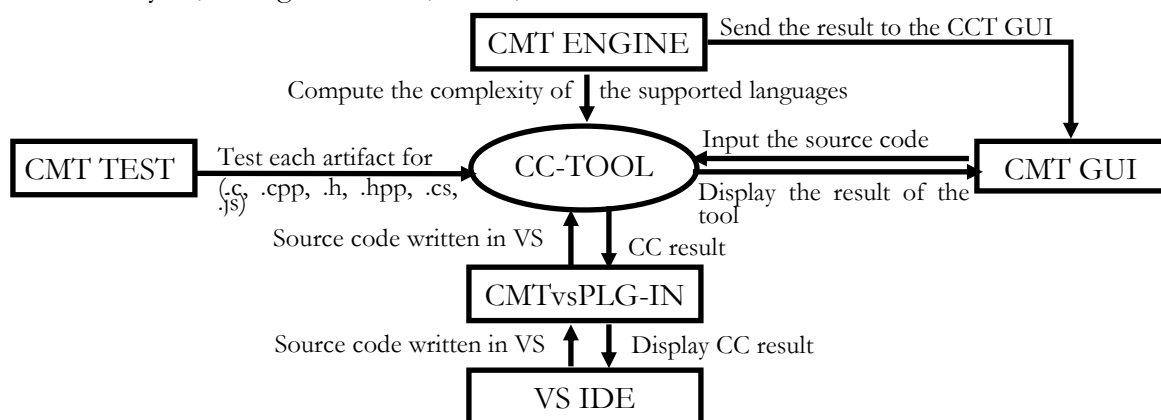 CMT ENGINE
Send the result to the CCT GUI
Compute the complexity of
the supported languages
CMT TEST
Test each artifact for
(.c, .cpp, .h, .hpp, .cs,
.js)
CC-TOOL
Input the source code
CMT GUI
Display the result of the
tool
Source code written in VS
CC result
CMTvsPLG-IN
Source code written in VS
Display CC result
VS IDE